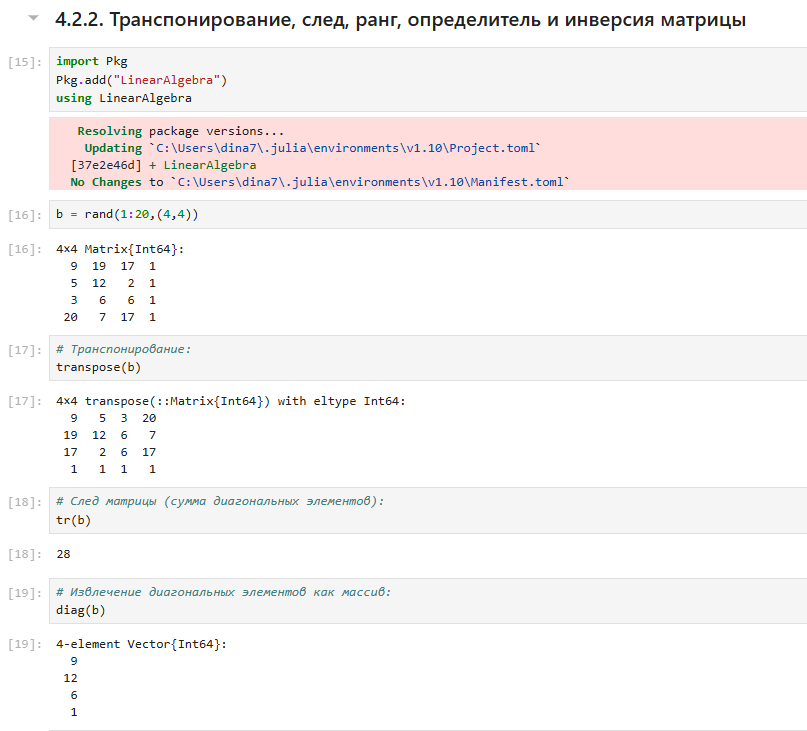 4.2.2. Транспонирование, след, ранг, определитель и инверсия матрицы
[15]: import Pkg
Pkg.add("LinearAlgebra")
using LinearAlgebra
Resolving package versions...
Updating `C:\Users\dina7\.julia\environments\v1.10\Project.toml`
[37e2e46d] + LinearAlgebra
No Changes to `C:\Users\dina7\.julia\environments\v1.10\Manifest.toml`
[16]: b = rand(1:20,(4,4))
[16]: 4×4 Matrix{Int64}:
9 19 17 1
5 12 2 1
3 6 6 1
20 7 17 1
[17]: # Транспонирование:
transpose(b)
[17]: 4×4 transpose(::Matrix{Int64}) with eltype Int64:
9 5 3 20
19 12 6 7
17 2 6 17
1 1 1 1
[18]: # След матрицы (сумма диагональных элементов):
tr(b)
[18]: 28
[19]: # Извлечение диагональных элементов как массив:
diag(b)
[19]: 4-element Vector{Int64}:
9
12
6
1